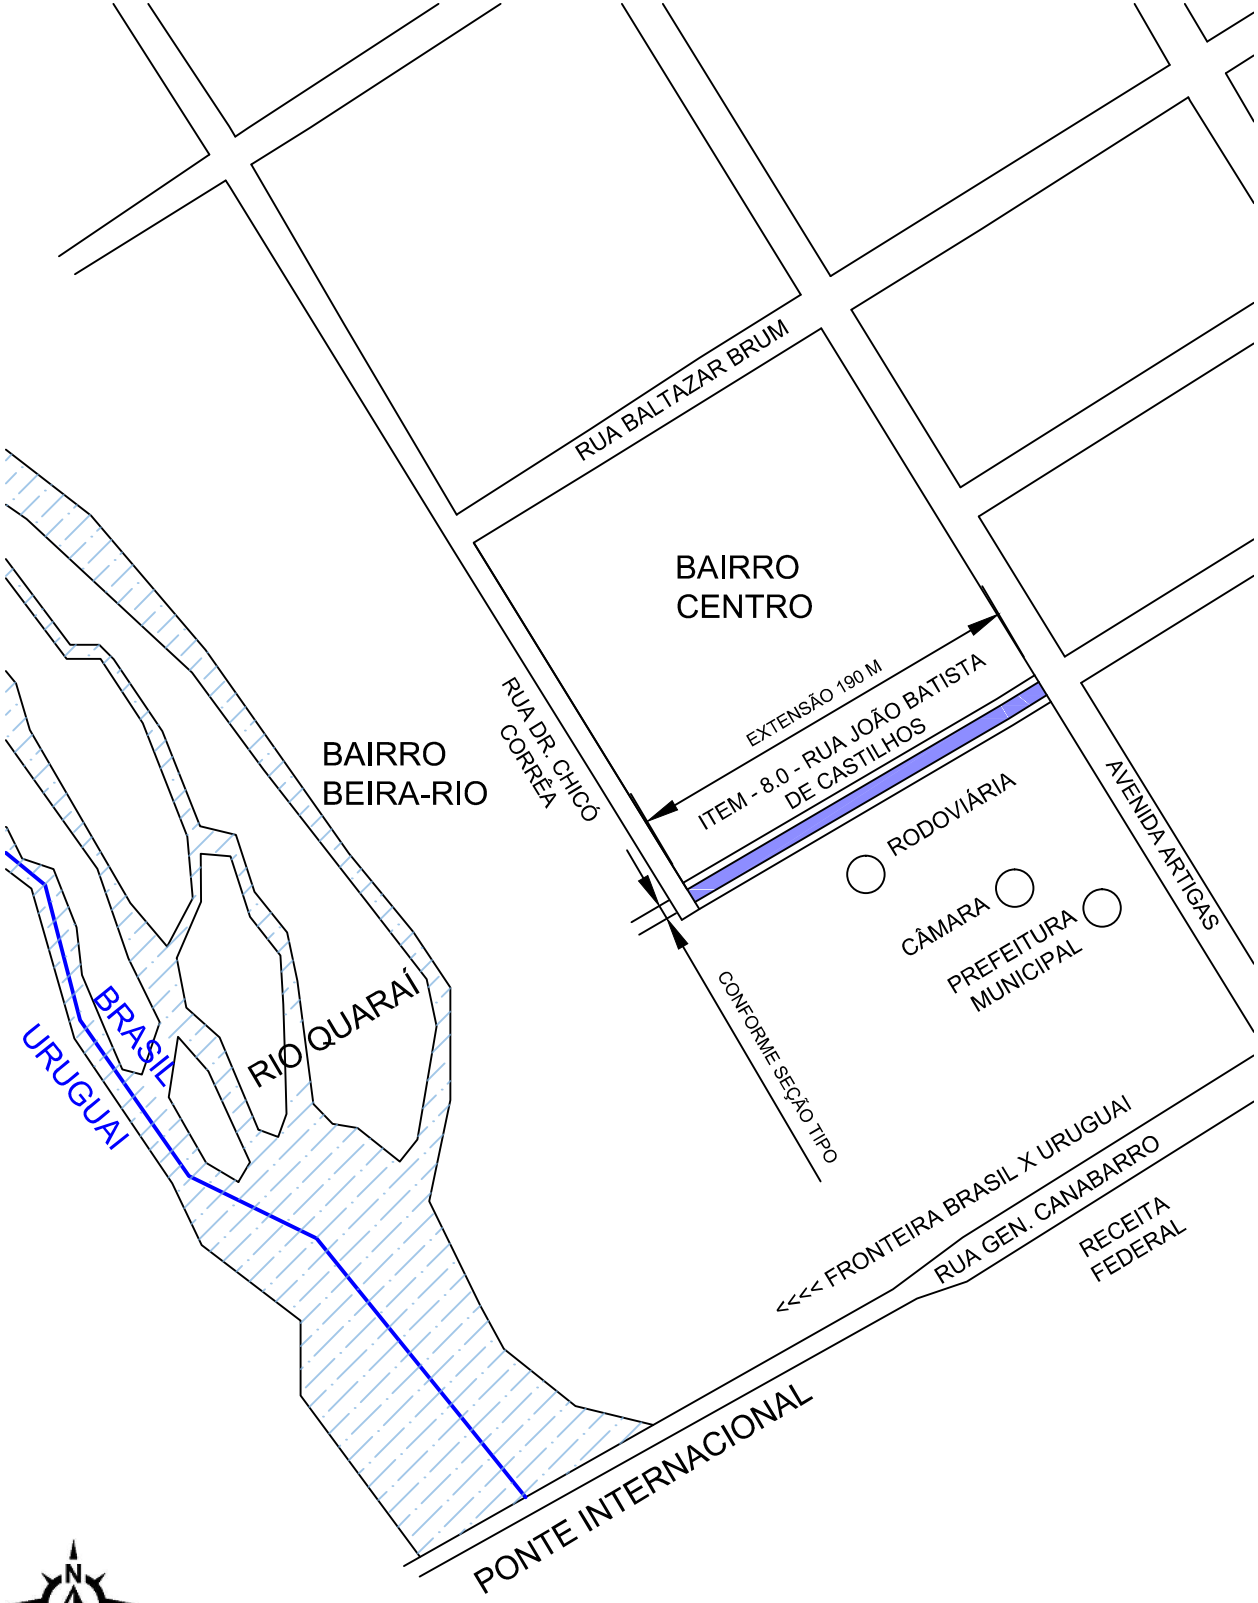 RUA BALTAZAR BRUM
BAIRRO
CENTRO
EXTENSÃO 190 M
ITEM - 8.0 - RUA JOÃO BATISTA
DE CASTILHOS
RUA DR. CHICÓ
CORRÊA
BAIRRO
BEIRA-RIO
RODOVIÁRIA
AVENIDA ARTIGAS
CÂMARA
PREFEITURA
MUNICIPAL
CONFORME SEÇÃO TIPO
RIO QUARAÍ
BRASIL
URUGUAI
<<<< FRONTEIRA BRASIL X URUGUAI
RUA GEN. CANABARRO
RECEITA
FEDERAL
PONTE INTERNACIONAL
N